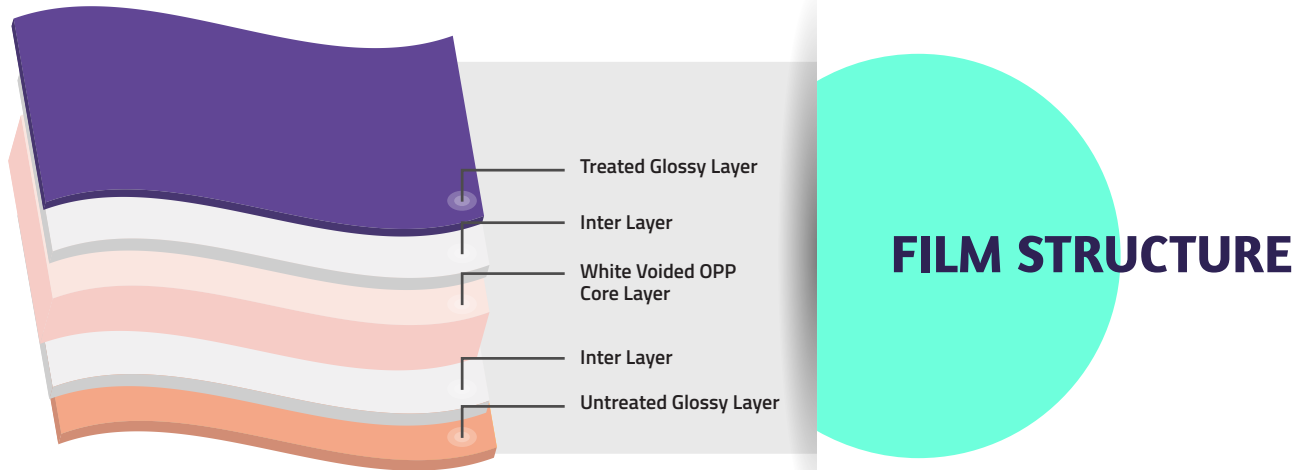 Treated Glossy Layer
Inter Layer
White Voided OPP
Core Layer
Inter Layer
Untreated Glossy Layer
FILM STRUCTURE